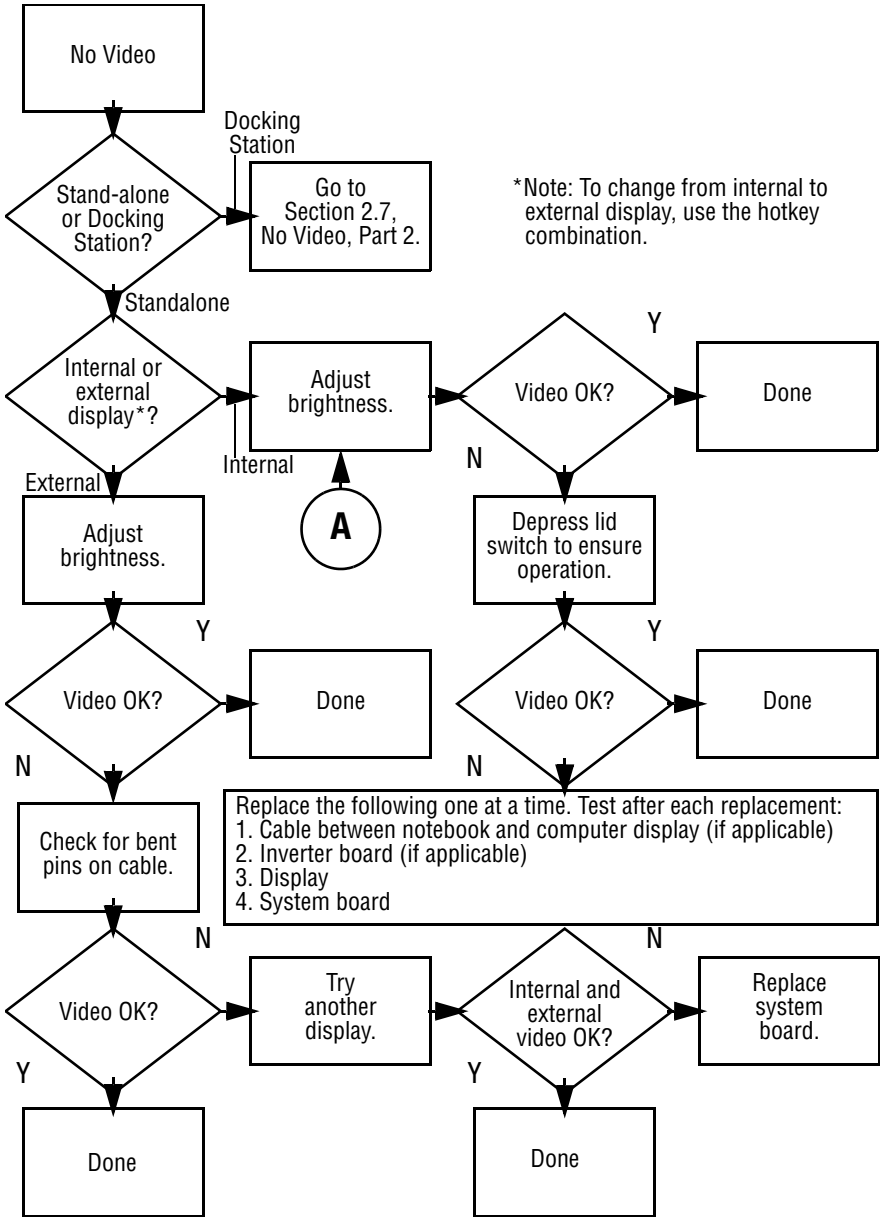 No Video
Docking
Station
Stand-alone
or Docking
Station?
Go to
Section 2.7,
No Video, Part 2.
*Note: To change from internal to
external display, use the hotkey
combination.
Standalone
Internal or
external
display*?
Internal
Adjust
brightness.
A
Video OK?
Y
Done
N
External
Adjust
brightness.
Depress lid
switch to ensure
operation.
Video OK?
Y
Done
N
Video OK?
Y
Done
N
Check for bent
pins on cable.
Replace the following one at a time. Test after each replacement:
1. Cable between notebook and computer display (if applicable)
2. Inverter board (if applicable)
3. Display
4. System board
Video OK?
N
Try
another
display.
Internal and
external
video OK?
N
Replace
system
board.
Y
Done
Y
Done